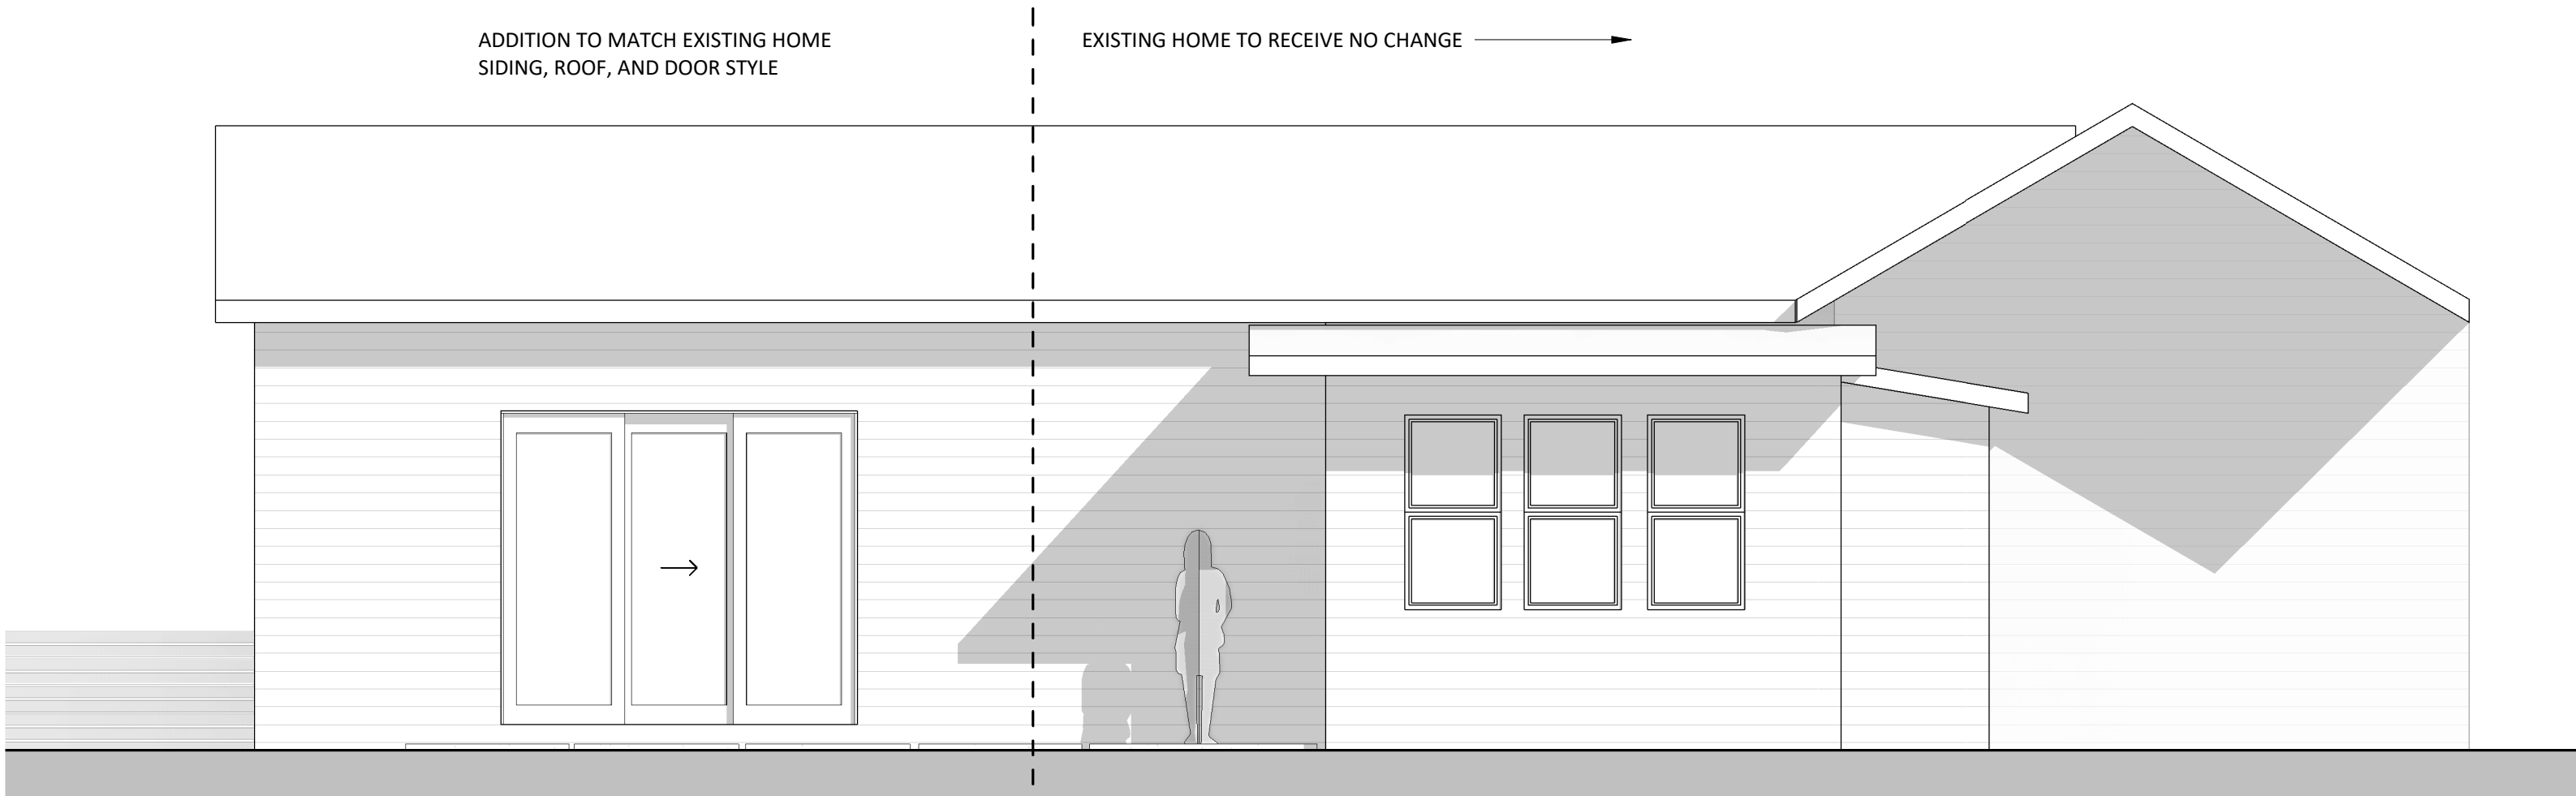 ADDITION TO MATCH EXISTING HOME
SIDING, ROOF, AND DOOR STYLE
EXISTING HOME TO RECEIVE NO CHANGE